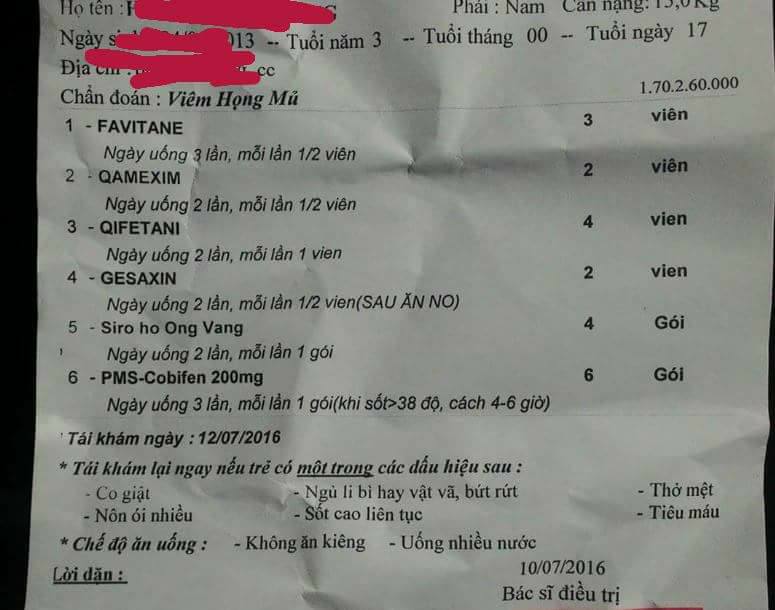 Họ tên : Phái : Nam Cân nặng: 15,0Kg
Ngày 013 -- Tuổi năm 3 -- Tuổi tháng 00 -- Tuổi ngày 17
Địa chỉ : cc
Chẩn đoán : Viêm Họng Mủ 1.70.2.60.000
1 - FAVITANE 3 viên
Ngày uống 3 lần, mỗi lần 1/2 viên
2 - QAMEXIM 2 viên
Ngày uống 2 lần, mỗi lần 1/2 viên
3 - QIFETANI 4 vien
Ngày uống 2 lần, mỗi lần 1 vien
4 - GESAXIN 2 vien
Ngày uống 2 lần, mỗi lần 1/2 vien(SAU ĂN NO)
5 - Siro ho Ong Vang 4 Gói
Ngày uống 2 lần, mỗi lần 1 gói
6 - PMS-Cobifen 200mg 6 Gói
Ngày uống 3 lần, mỗi lần 1 gói(khi sốt>38 độ, cách 4-6 giờ)
Tái khám ngày : 12/07/2016
* Tái khám lại ngay nếu trẻ có một trong các dấu hiệu sau :
- Co giật - Ngủ li bì hay vật vã, bứt rứt - Thở mệt
- Nôn ói nhiều - Sốt cao liên tục - Tiêu máu
* Chế độ ăn uống : - Không ăn kiêng - Uống nhiều nước
Lời dặn : 10/07/2016
Bác sĩ điều trị